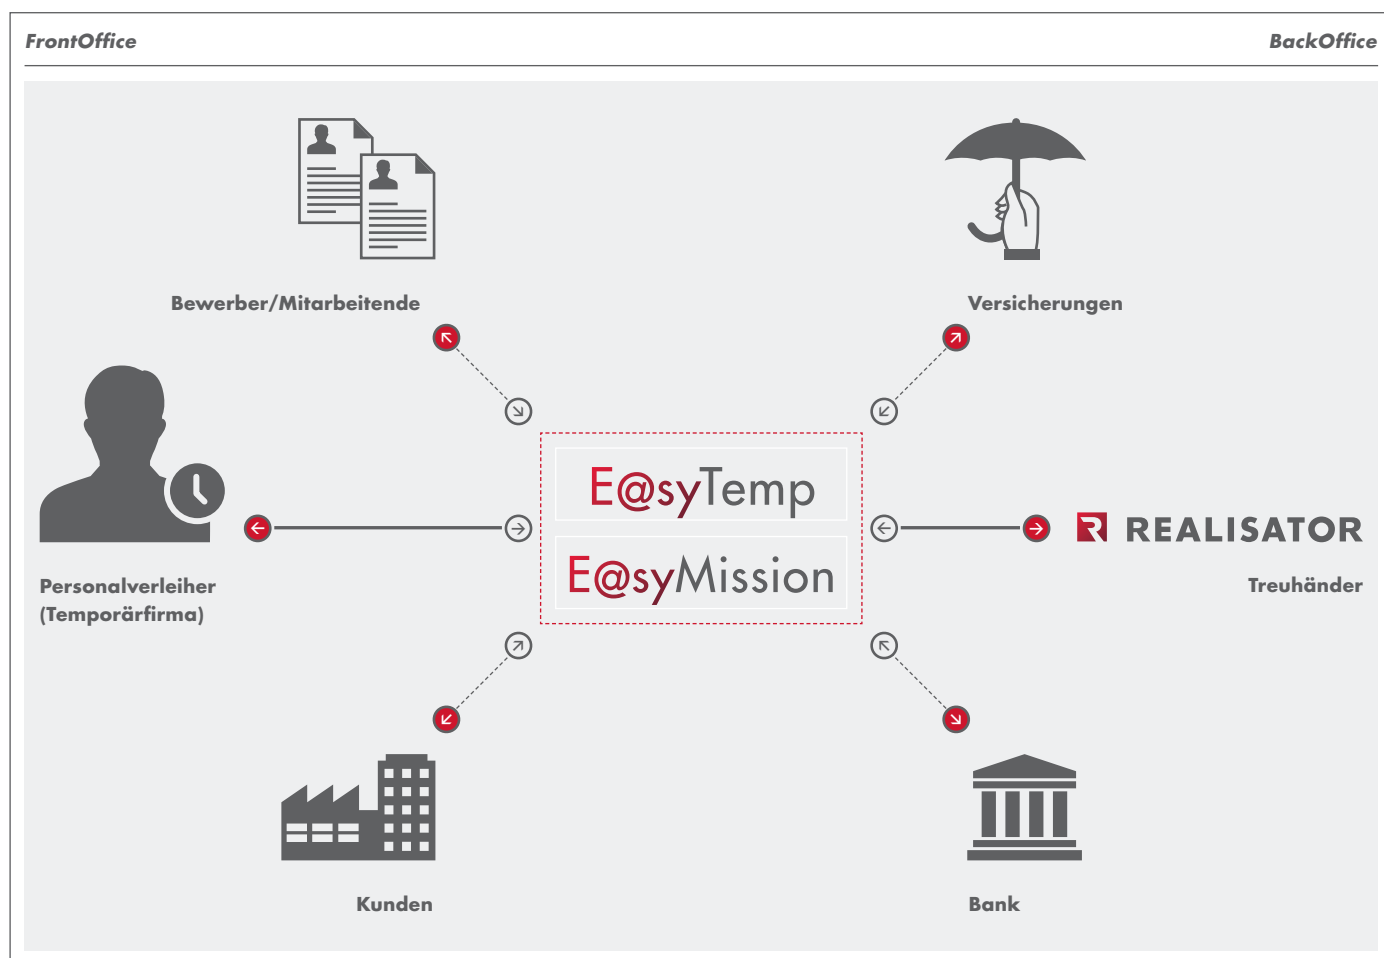 FrontOffice
BackOffice
Bewerber/Mitarbeitende
Versicherungen
E@syTemp
E@syMission
REALISATOR
Personalverleiher
(Temporärfirma)
Treuhänder
Kunden
Bank